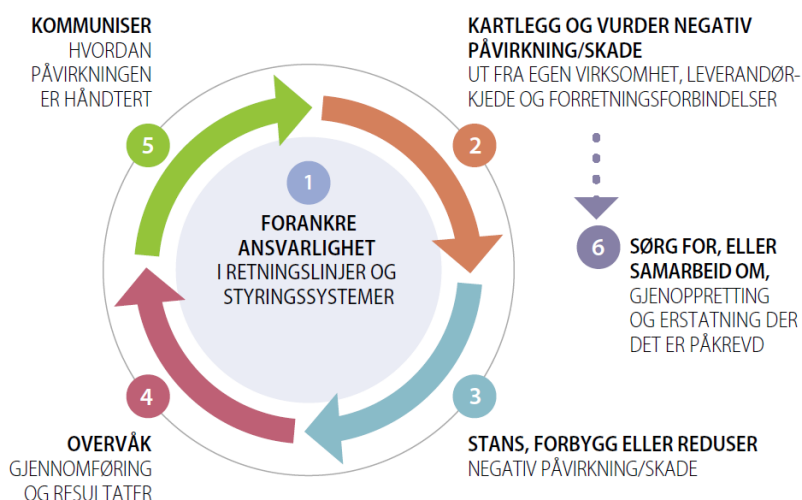 1
FORANKRE
ANSVARLIGHET
I RETNINGSLINJER OG
STYRINGSSYSTEMER
2
KARTLEGG OG VURDER NEGATIV
PÅVIRKNING/SKADE
UT FRA EGEN VIRKSOMHET, LEVERANDØR-
KJEDE OG FORRETNINGSFORBINDELSER
3
STANS, FORBYGG ELLER REDUSER
NEGATIV PÅVIRKNING/SKADE
4
OVERVÅK
GJENNOMFØRING
OG RESULTATER
5
KOMMUNISER
HVORDAN
PÅVIRKNINGEN
ER HÅNDTERT
6
SØRG FOR, ELLER
SAMARBEID OM,
GJENOPPRETTING
OG ERSTATNING DER
DET ER PÅKREVD